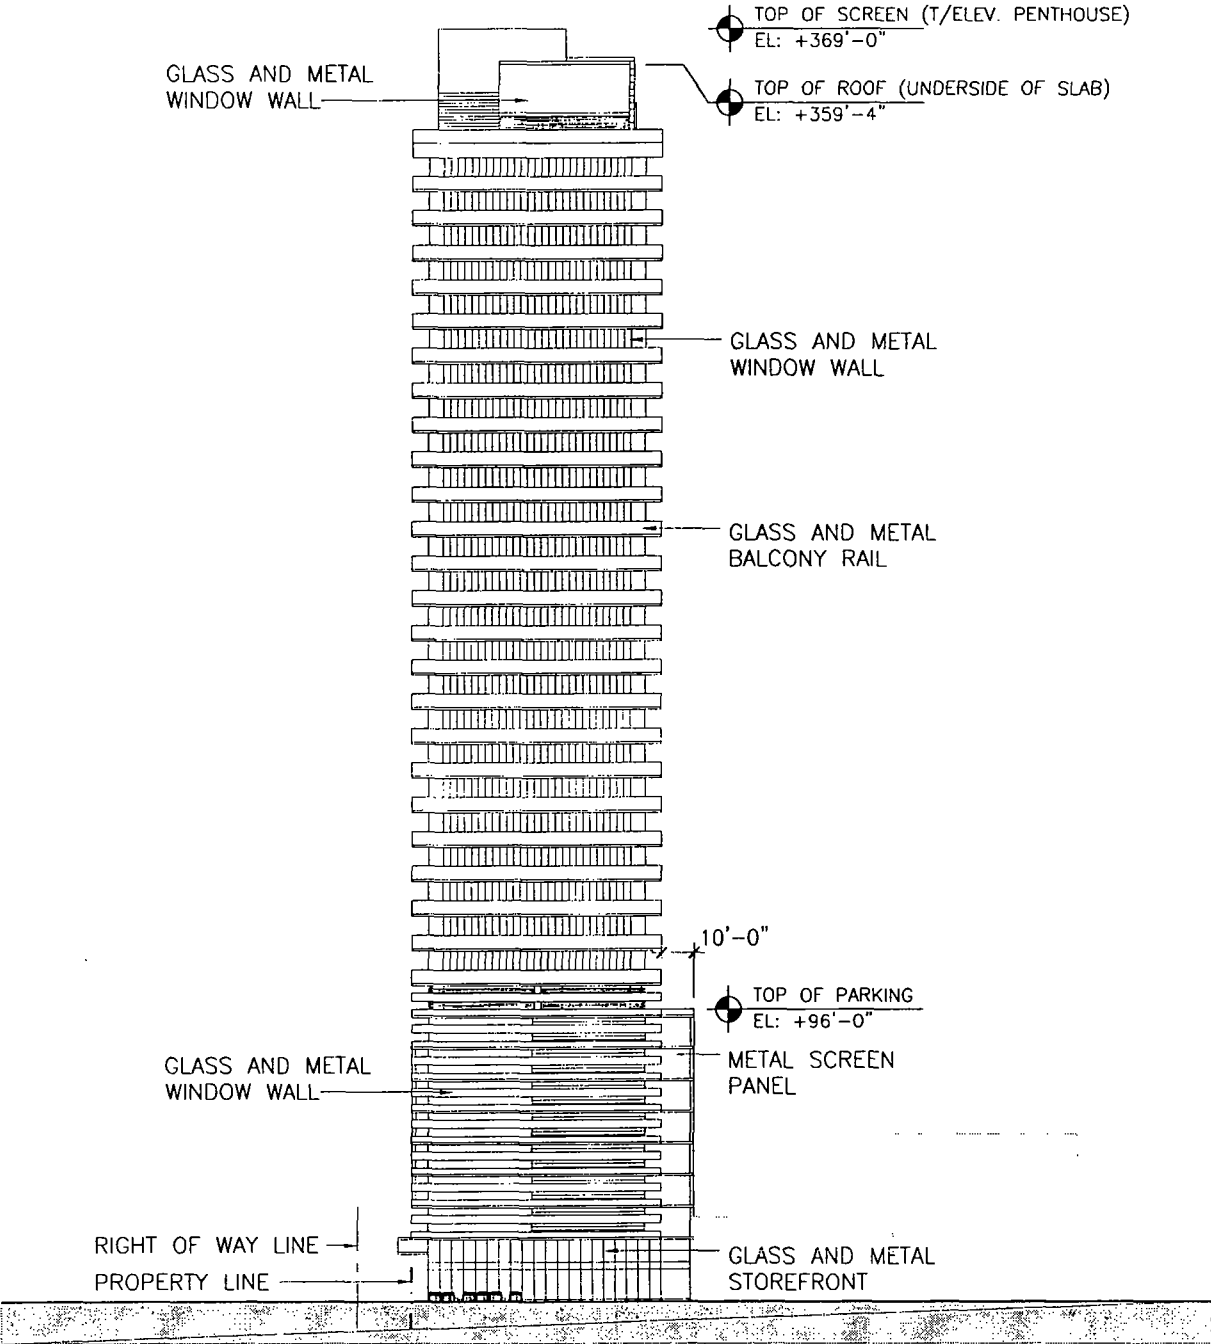 TOP OF SCREEN (T/ELEV. PENTHOUSE)
EL: +369'-0"
GLASS AND METAL
WINDOW WALL
TOP OF ROOF (UNDERSIDE OF SLAB)
EL: +359'-4"
GLASS AND METAL
WINDOW WALL
GLASS AND METAL
BALCONY RAIL
10'-0"
TOP OF PARKING
EL: +96'-0"
GLASS AND METAL
WINDOW WALL
METAL SCREEN
PANEL
RIGHT OF WAY LINE
PROPERTY LINE
GLASS AND METAL
STOREFRONT